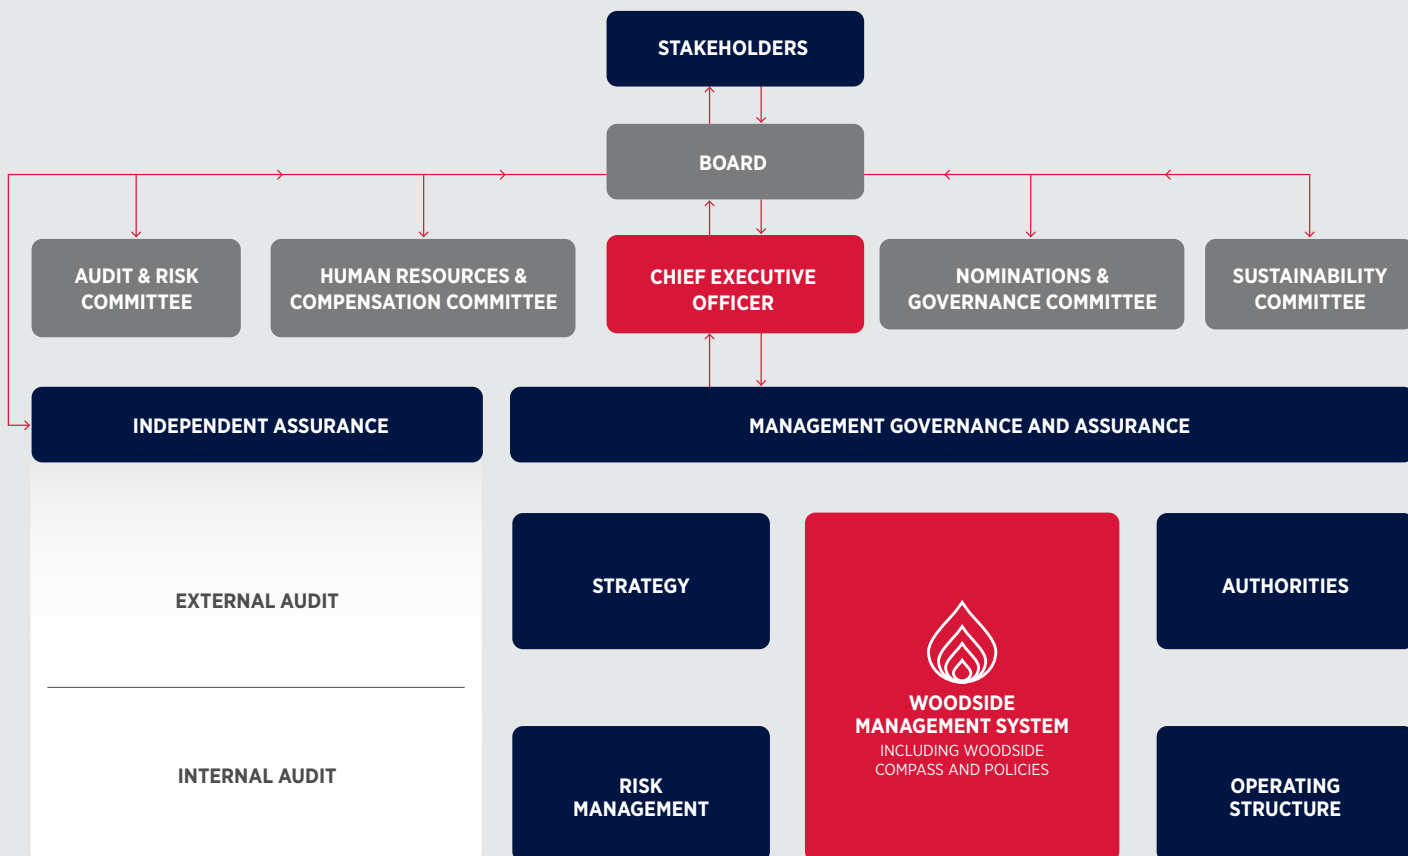 STAKEHOLDERS
BOARD
AUDIT & RISK
COMMITTEE
HUMAN RESOURCES &
COMPENSATION COMMITTEE
CHIEF EXECUTIVE
OFFICER
NOMINATIONS &
GOVERNANCE COMMITTEE
SUSTAINABILITY
COMMITTEE
INDEPENDENT ASSURANCE
MANAGEMENT GOVERNANCE AND ASSURANCE
EXTERNAL AUDIT
INTERNAL AUDIT
STRATEGY
RISK
MANAGEMENT
WOODSIDE
MANAGEMENT SYSTEM
INCLUDING WOODSIDE
COMPASS AND POLICIES
AUTHORITIES
OPERATING
STRUCTURE